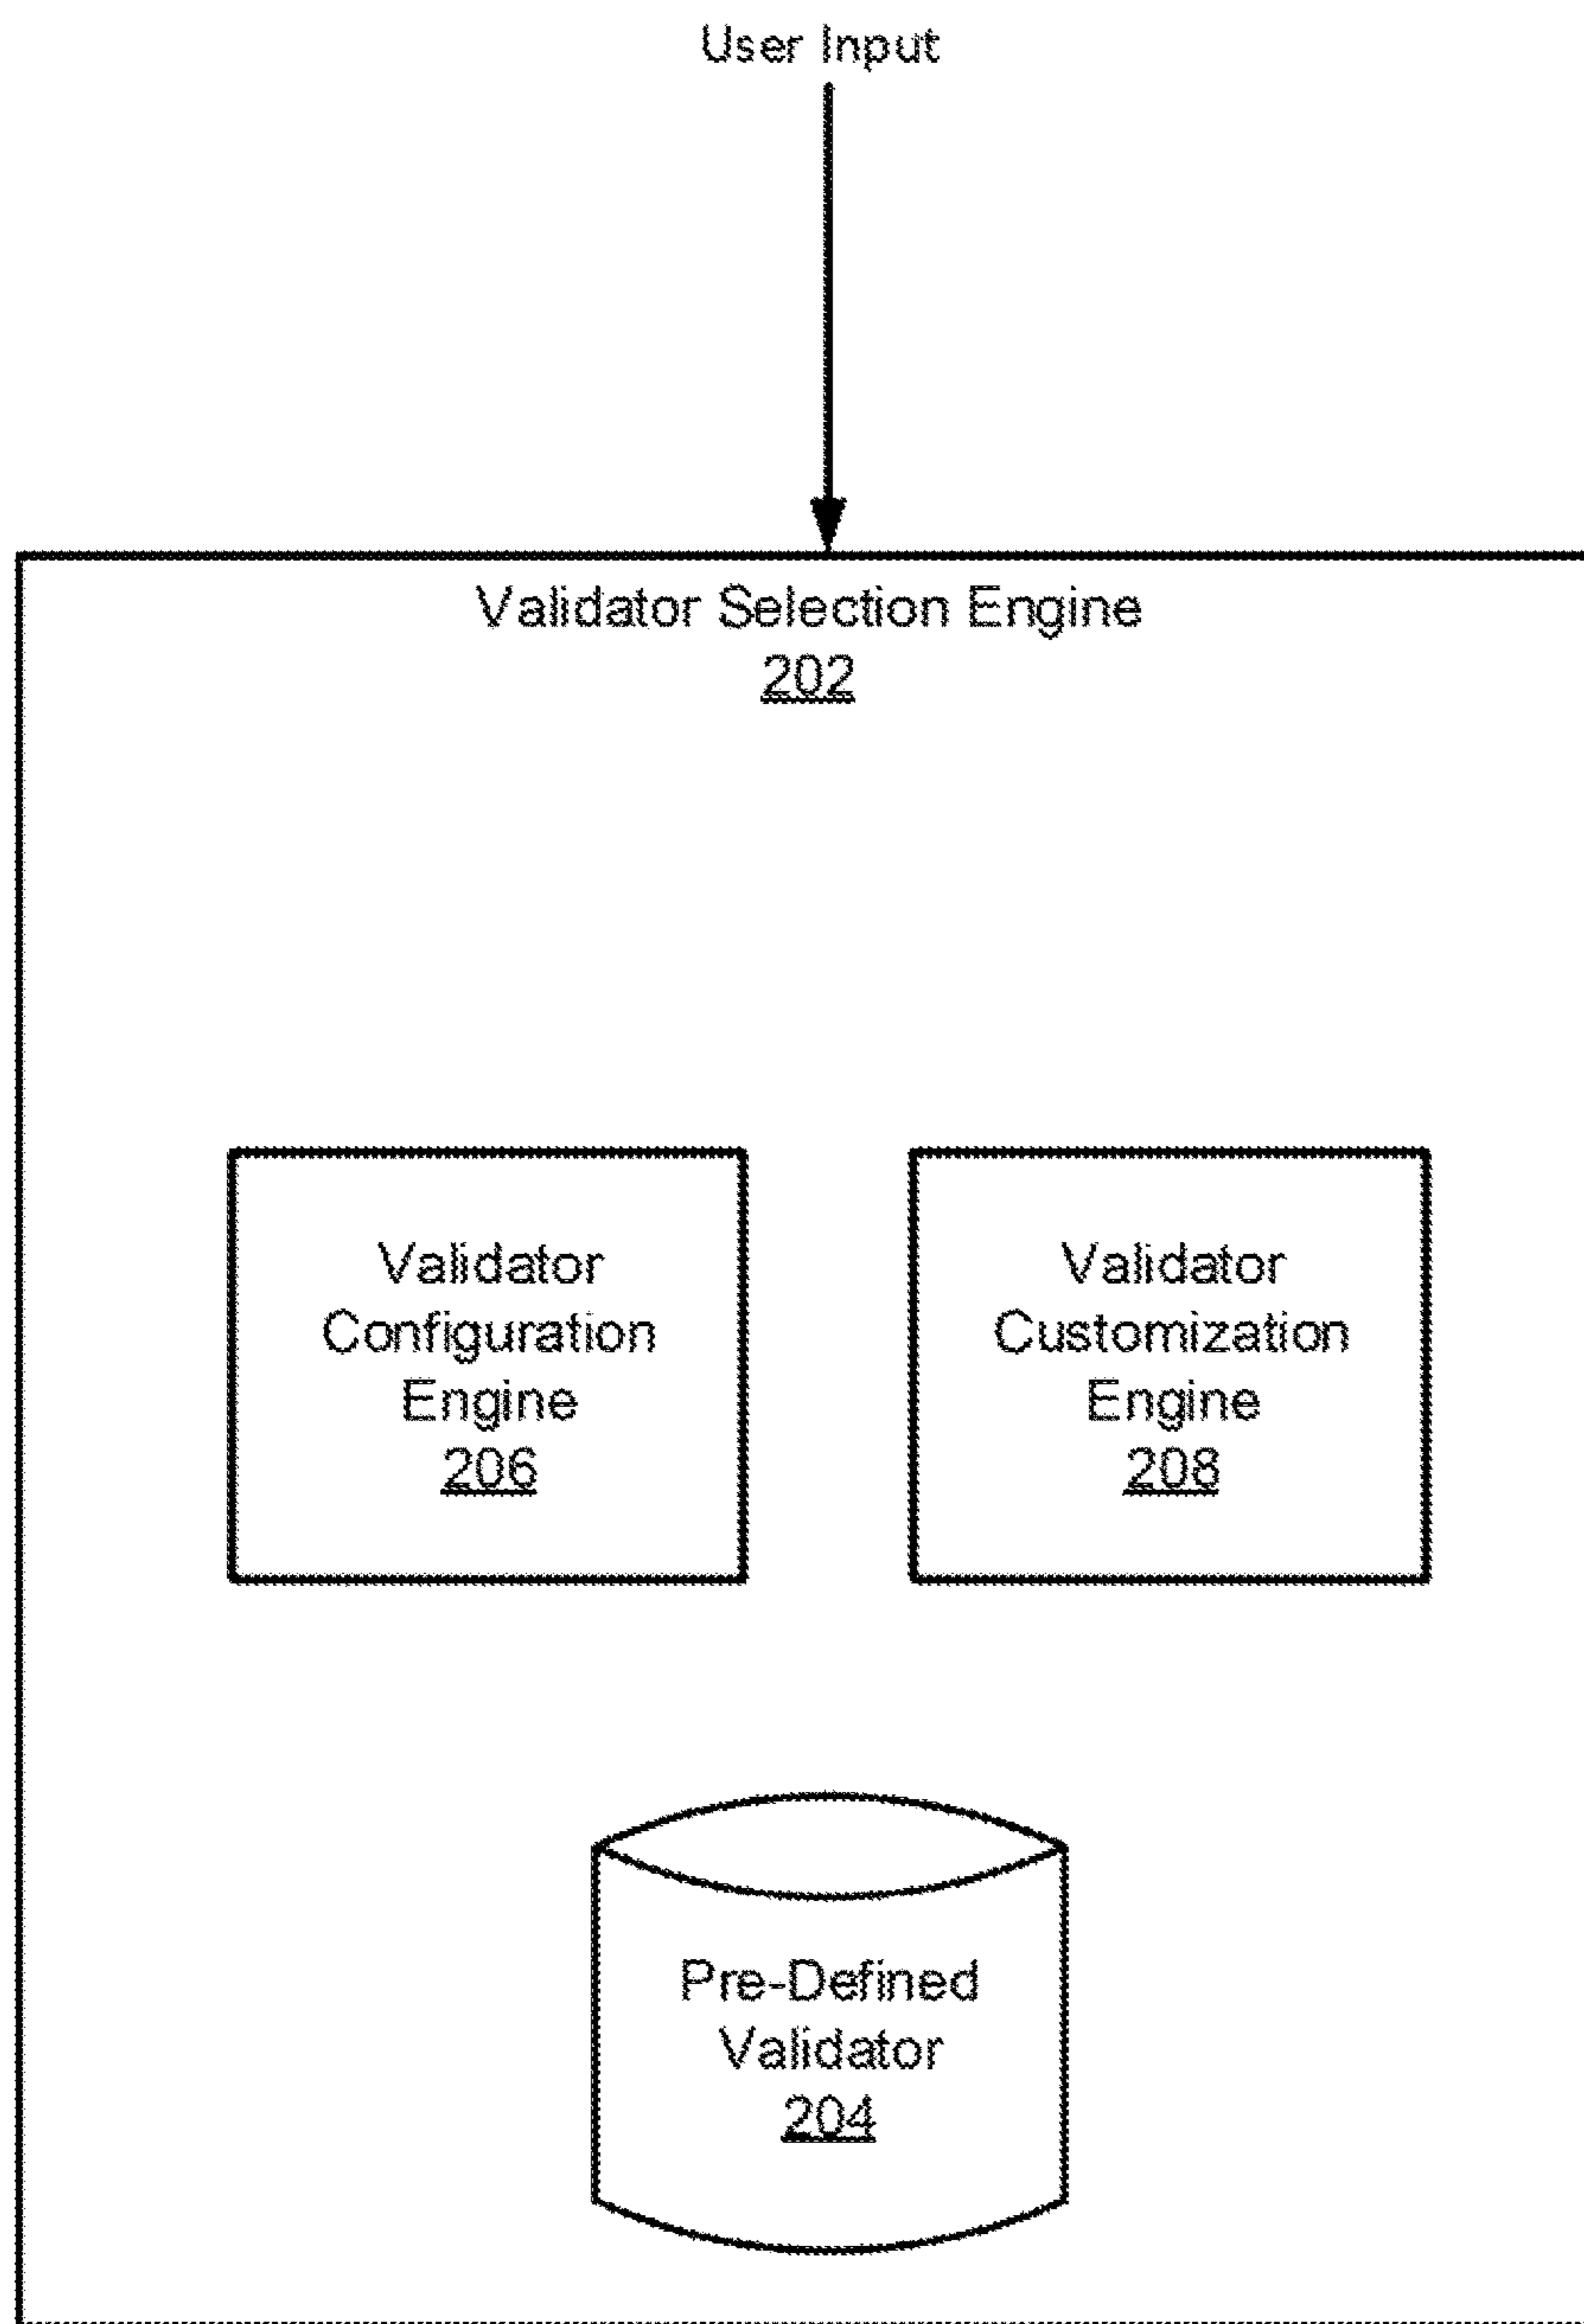 User Input
Validator Selection Engine
202
Validator
Configuration
Engine
206
Validator
Customization
Engine
208
Pre-Defined
Validator
204